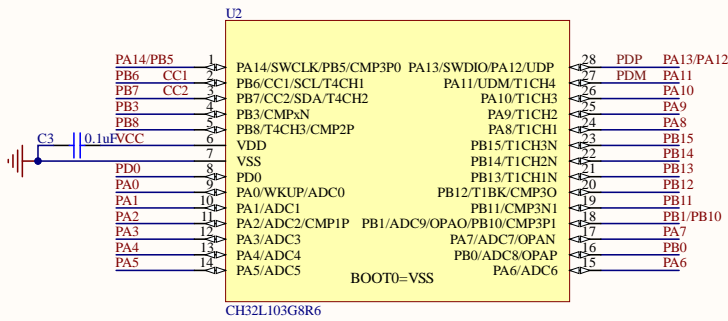 U2
PA14/PB5 1 PA14/SWCLK/PB5/CMP3P0 PA13/SWDIO/PA12/UDP 28 PDP PA13/PA12
PB6 CC1 2 PB6/CC1/SCL/T4CH1 PA11/UDM/T1CH4 27 PDM PA11
PB7 CC2 3 PB7/CC2/SDA/T4CH2 PA10/T1CH3 26 PA10
PB3 4 PB3/CMPxN PA9/T1CH2 25 PA9
PB8 5 PB8/T4CH3/CMP2P PA8/T1CH1 24 PA8
C3 0.1uF VCC 6 VDD PB15/T1CH3N 23 PB15
7 VSS PB14/T1CH2N 22 PB14
PD0 8 PD0 PB13/T1CH1N 21 PB13
PA0 9 PA0/WKUP/ADC0 PB12/T1BK/CMP3O 20 PB12
PA1 10 PA1/ADC1 PB11/CMP3N1 19 PB11
PA2 11 PA2/ADC2/CMP1P PB1/ADC9/OPAO/PB10/CMP3P1 18 PB1/PB10
PA3 12 PA3/ADC3 PA7/ADC7/OPAN 17 PA7
PA4 13 PA4/ADC4 PB0/ADC8/OPAP 16 PB0
PA5 14 PA5/ADC5 PA6/ADC6 15 PA6
BOOT0=VSS
CH32L103G8R6